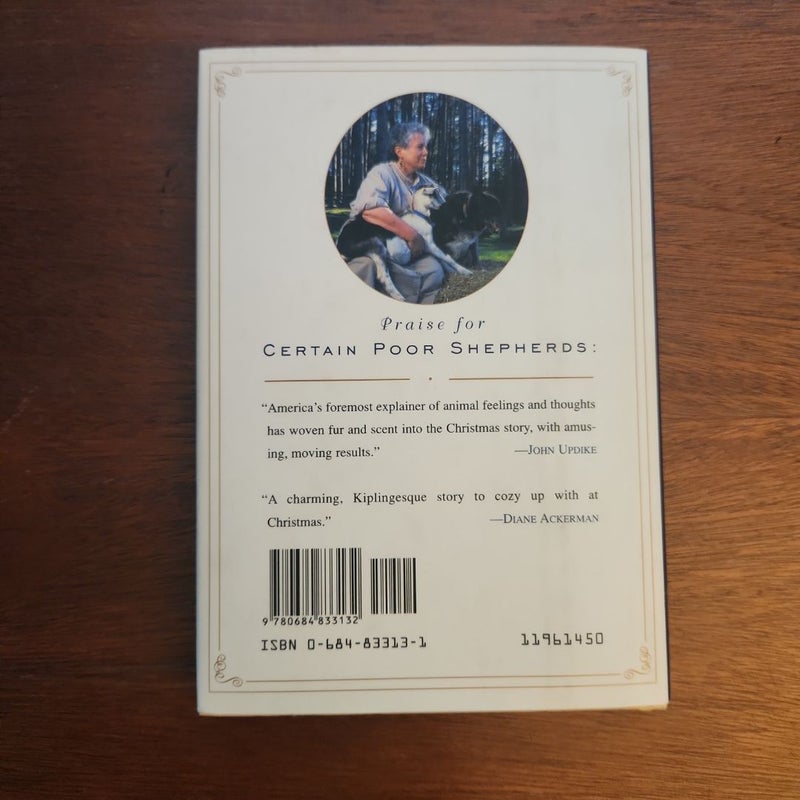 Praise for
CERTAIN POOR SHEPHERDS:
“America’s foremost explainer of animal feelings and thoughts
has woven fur and scent into the Christmas story, with amus-
ing, moving results.” —JOHN UPDIKE
“A charming, Kiplingesque story to cozy up with at
Christmas.” —DIANE ACKERMAN
9 780684 833132
ISBN 0-684-83313-1 11961450